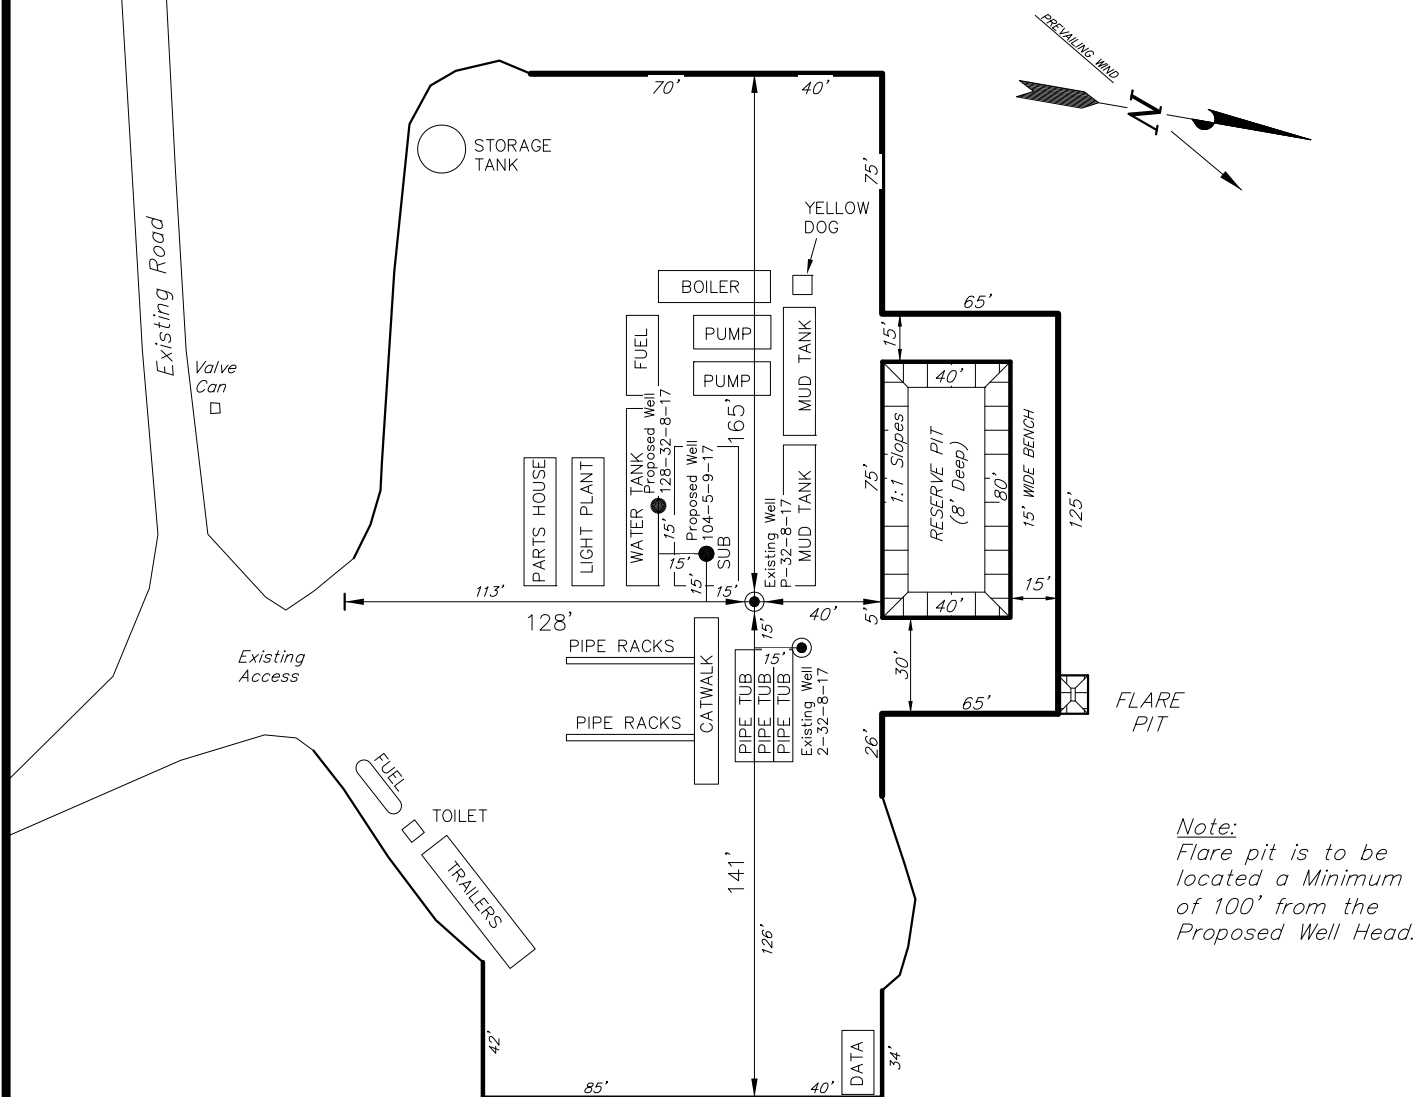 PREVAILING WIND
N
70'
40'
STORAGE
TANK
75'
YELLOW
DOG
Existing Road
BOILER
65'
FUEL
PUMP
MUD TANK
15'
Valve
Can
PUMP
40'
165'
Proposed Well
128-32-8-17
Proposed Well
104-5-9-17
75'
1:1 Slopes
RESERVE PIT
(8' Deep)
80'
15' WIDE BENCH
125'
PARTS HOUSE
LIGHT PLANT
WATER TANK
15'
15'
SUB
Existing Well
P-32-8-17
MUD TANK
113'
15'
15'
128'
40'
5'
40'
15'
Existing
Access
PIPE RACKS
15'
15'
30'
PIPE RACKS
CATWALK
PIPE TUB
PIPE TUB
PIPE TUB
Existing Well
2-32-8-17
65'
FLARE
PIT
26'
FUEL
TOILET
TRAILERS
141'
126'
Note:
Flare pit is to be
located a Minimum
of 100' from the
Proposed Well Head.
42'
DATA
34'
85'
40'